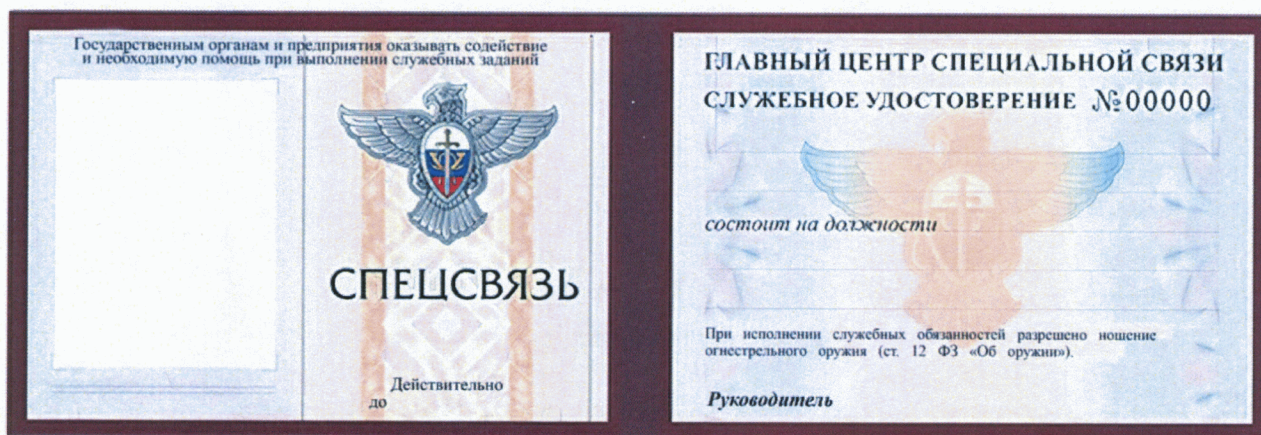 Государственным органам и предприятия оказывать содействие
и необходимую помощь при выполнении служебных заданий
СПЕЦСВЯЗЬ
Действительно
до
ГЛАВНЫЙ ЦЕНТР СПЕЦИАЛЬНОЙ СВЯЗИ
СЛУЖЕБНОЕ УДОСТОВЕРЕНИЕ №00000
состоит на должности
При исполнении служебных обязанностей разрешено ношение
огнестрельного оружия (ст. 12 ФЗ «Об оружии»).
Руководитель